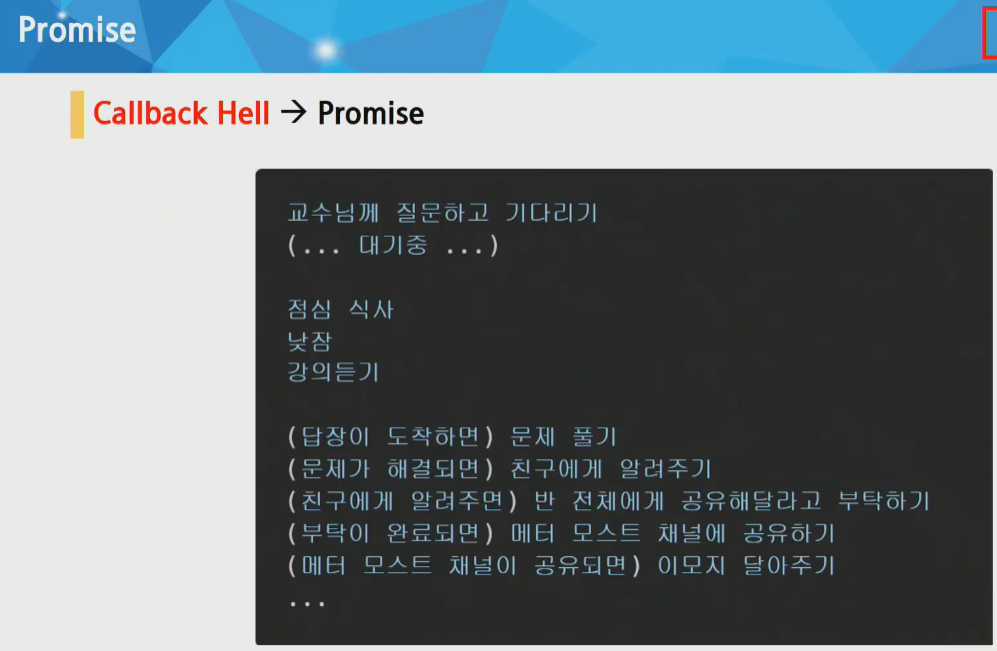 Promise
Callback Hell → Promise
교수님께 질문하고 기다리기
(... 대기중 ...)
점심 식사
낮잠
강의듣기
(답장이 도착하면) 문제 풀기
(문제가 해결되면) 친구에게 알려주기
(친구에게 알려주면) 반 전체에게 공유해달라고 부탁하기
(부탁이 완료되면) 메터 모스트 채널에 공유하기
(메터 모스트 채널이 공유되면) 이모지 달아주기
...